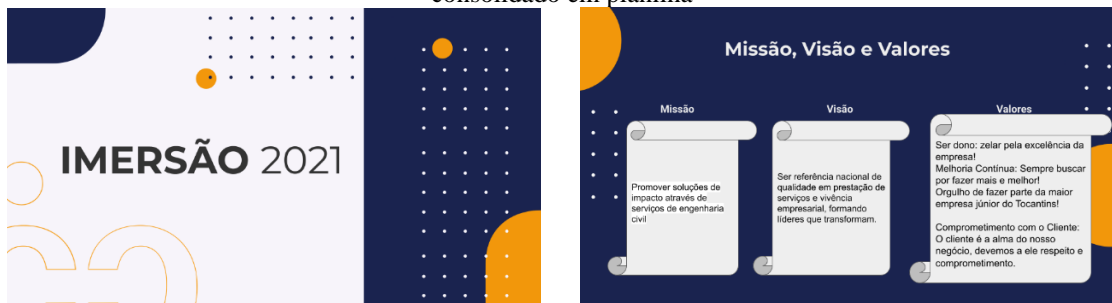 consolidado em planilha
IMERSÃO 2021
Missão, Visão e Valores
Missão
Promover soluções de
impacto através de
serviços de engenharia
civil
Visão
Ser referência nacional de
qualidade em prestação de
serviços e vivência
empresarial, formando
líderes que transformam.
Valores
Ser dono: zelar pela excelência da
empresa!
Melhoria Contínua: Sempre buscar
por fazer mais e melhor!
Orgulho de fazer parte da maior
empresa júnior do Tocantins!
Comprometimento com o Cliente:
O cliente é a alma do nosso
negócio, devemos a ele respeito e
comprometimento.